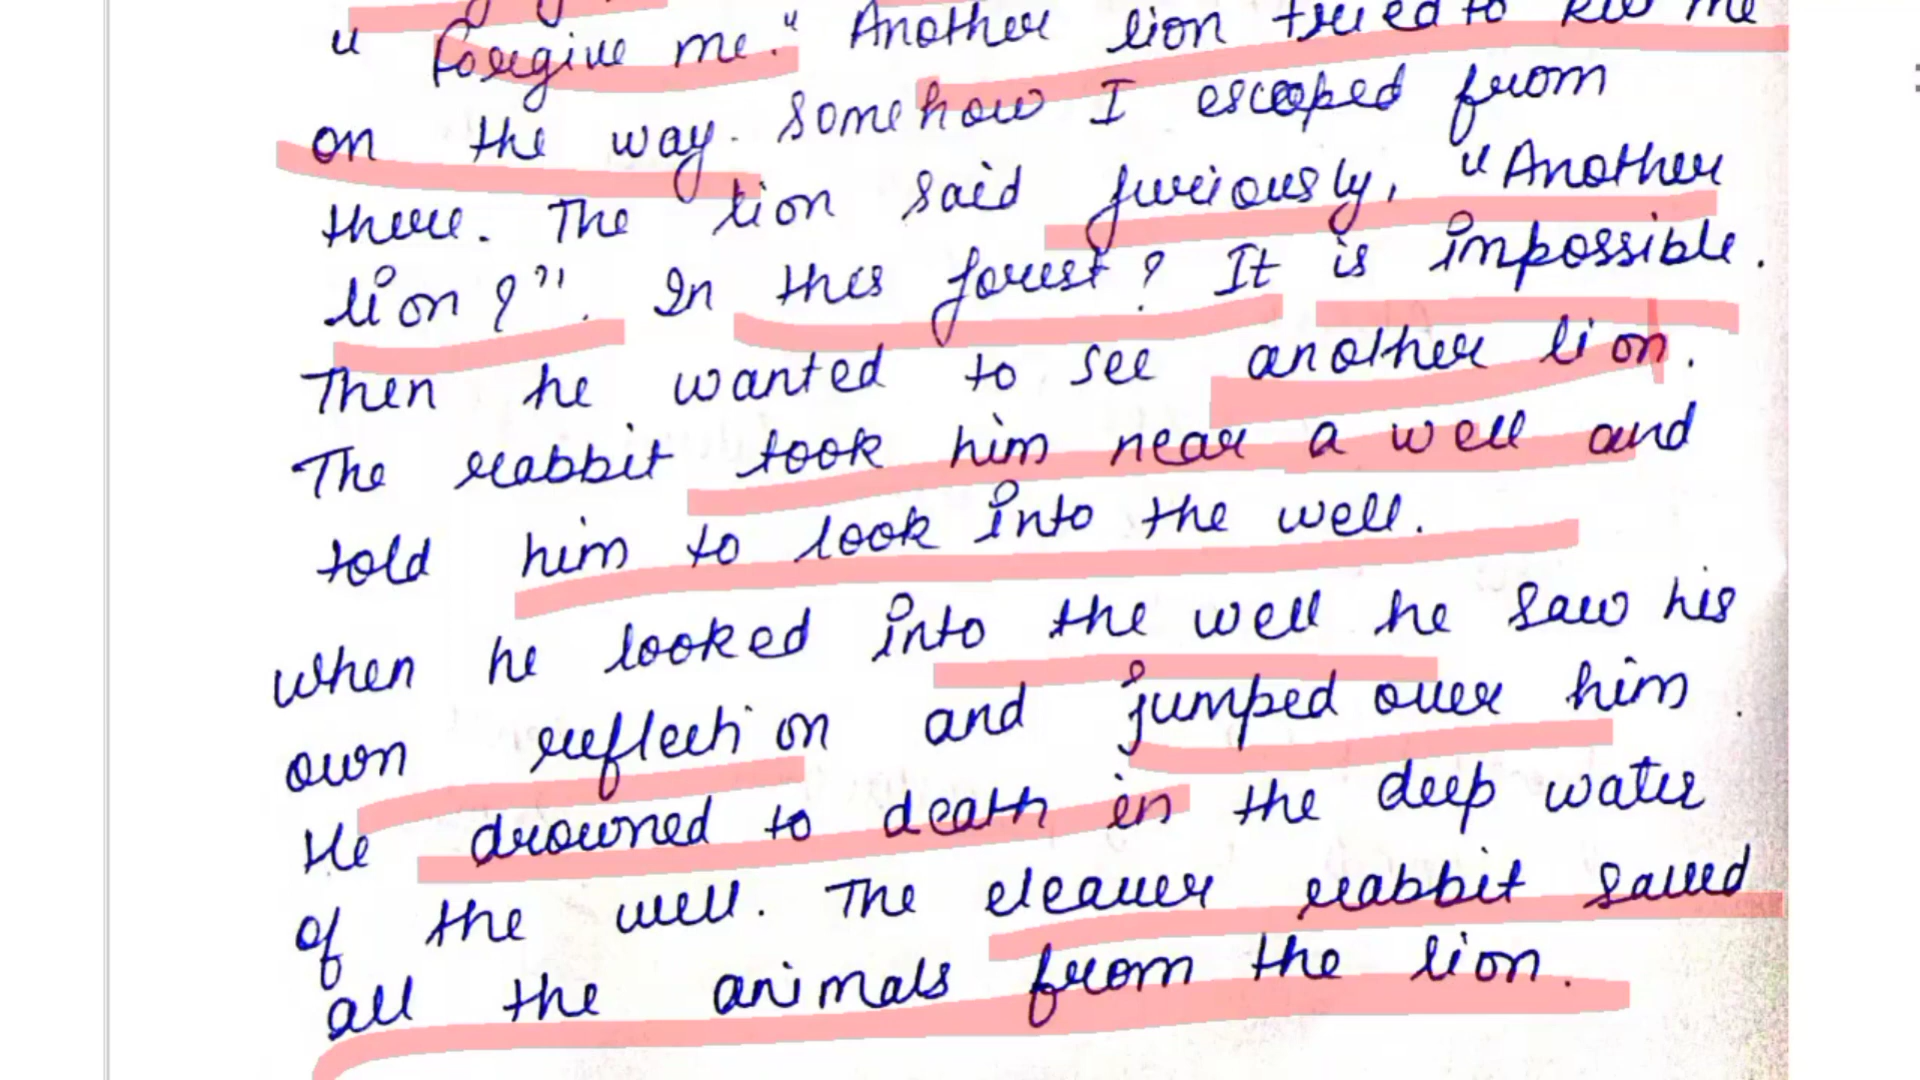 " Forgive me." Another lion tried to kill me
on the way. Somehow I escaped from
there. The lion said furiously, "Another
lion ?". In this forest ? It is impossible.
Then he wanted to see another lion.
The rabbit took him near a well and
told him to look into the well.
When he looked into the well he saw his
own reflection and jumped over him.
He drowned to death in the deep water
of the well. The cleaver rabbit saved
all the animals from the lion.